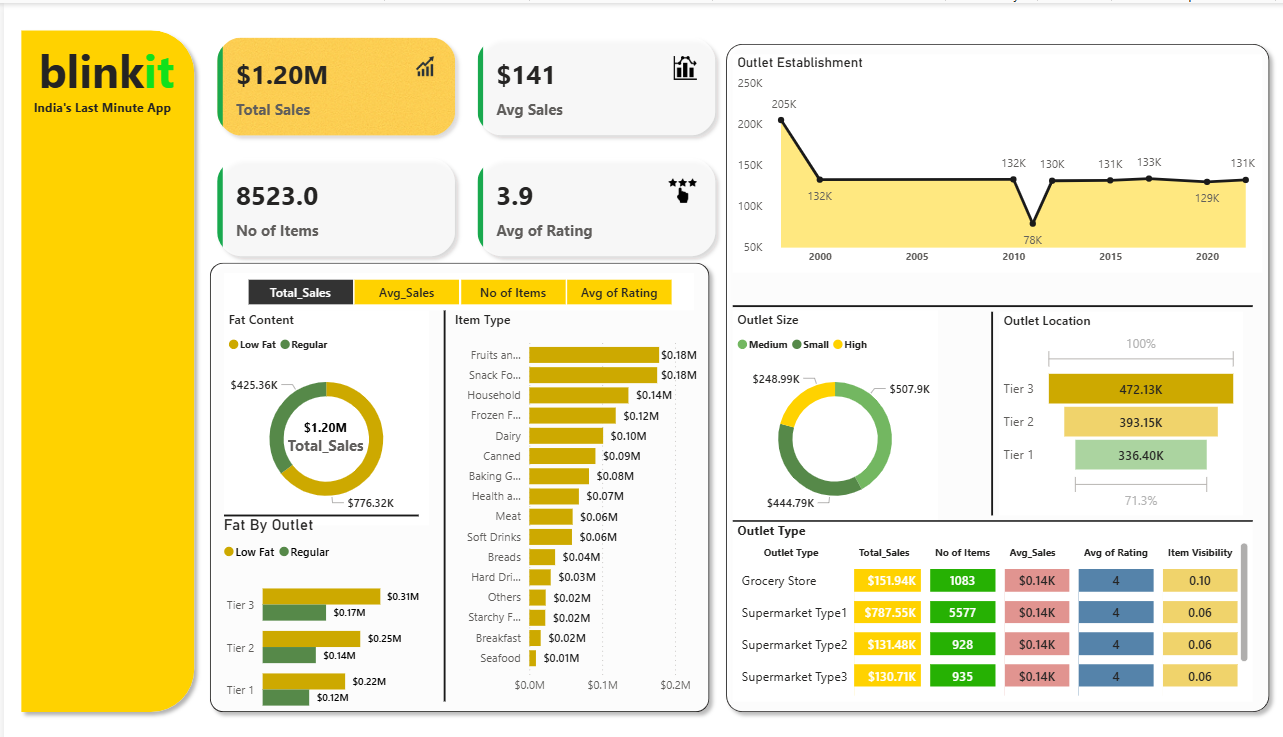 blinkit
India's Last Minute App
$1.20M
Total Sales
$141
Avg Sales
8523.0
No of Items
3.9
Avg of Rating
Total_Sales
Avg_Sales
No of Items
Avg of Rating
Fat Content
Low Fat Regular
$425.36K
$1.20M
Total_Sales
$776.32K
Fat By Outlet
Low Fat Regular
Tier 3 $0.31M
$0.17M
Tier 2 $0.25M
$0.14M
Tier 1 $0.22M
$0.12M
Item Type
Fruits an... $0.18M
Snack Fo... $0.18M
Household $0.14M
Frozen F... $0.12M
Dairy $0.10M
Canned $0.09M
Baking G... $0.08M
Health a... $0.07M
Meat $0.06M
Soft Drinks $0.06M
Breads $0.04M
Hard Dri... $0.03M
Others $0.02M
Starchy F... $0.02M
Breakfast $0.02M
Seafood $0.01M
$0.0M $0.1M $0.2M
Outlet Establishment
250K
200K
150K
100K
50K
205K
132K
132K
78K
130K
131K
133K
129K
131K
2000 2005 2010 2015 2020
Outlet Size
Medium Small High
$248.99K
$507.9K
$444.79K
Outlet Location
100%
Tier 3 472.13K
Tier 2 393.15K
Tier 1 336.40K
71.3%
Outlet Type
Outlet Type Total_Sales No of Items Avg_Sales Avg of Rating Item Visibility
Grocery Store $151.94K 1083 $0.14K 4 0.10
Supermarket Type1 $787.55K 5577 $0.14K 4 0.06
Supermarket Type2 $131.48K 928 $0.14K 4 0.06
Supermarket Type3 $130.71K 935 $0.14K 4 0.06